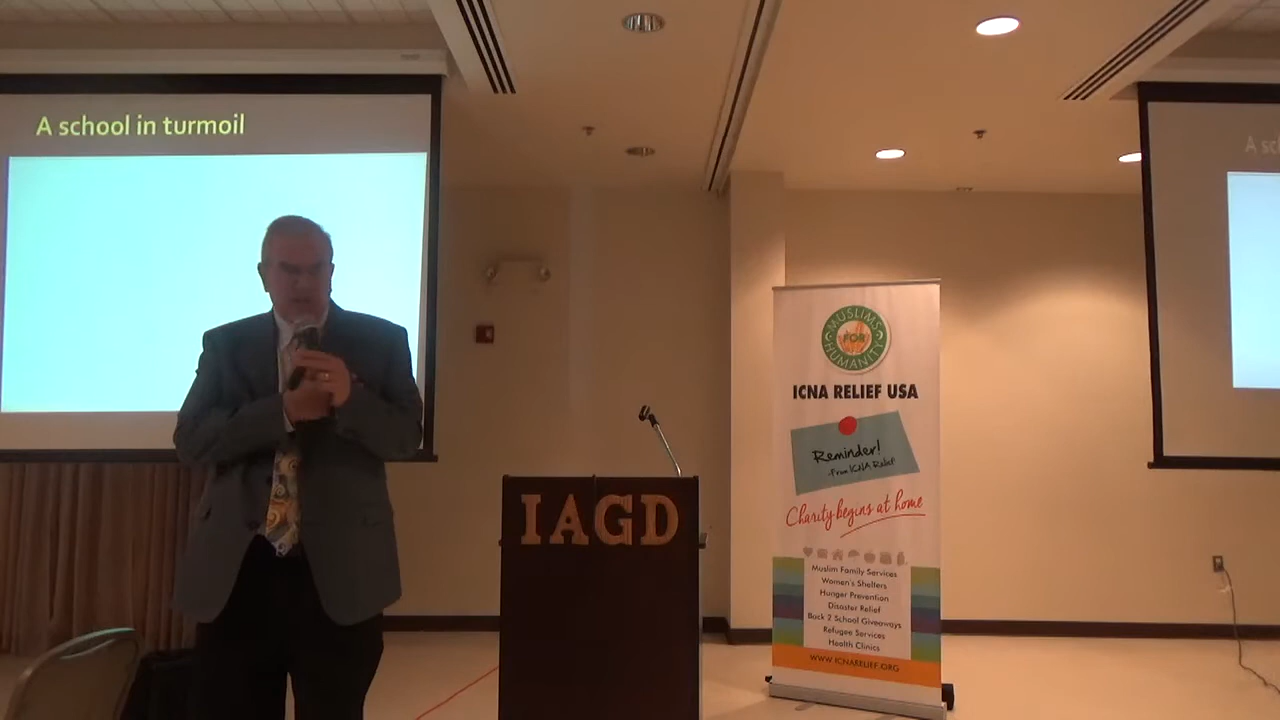 A school in turmoil
A sc
MUSLIMS
FOR
HUMANITY
ICNA RELIEF USA
Reminder!
-From ICNA Relief
Charity begins at home
Muslim Family Services
Women's Shelters
Hunger Prevention
Disaster Relief
Back 2 School Giveaways
Refugee Services
Health Clinics
WWW.ICNARELIEF.ORG
IAGD